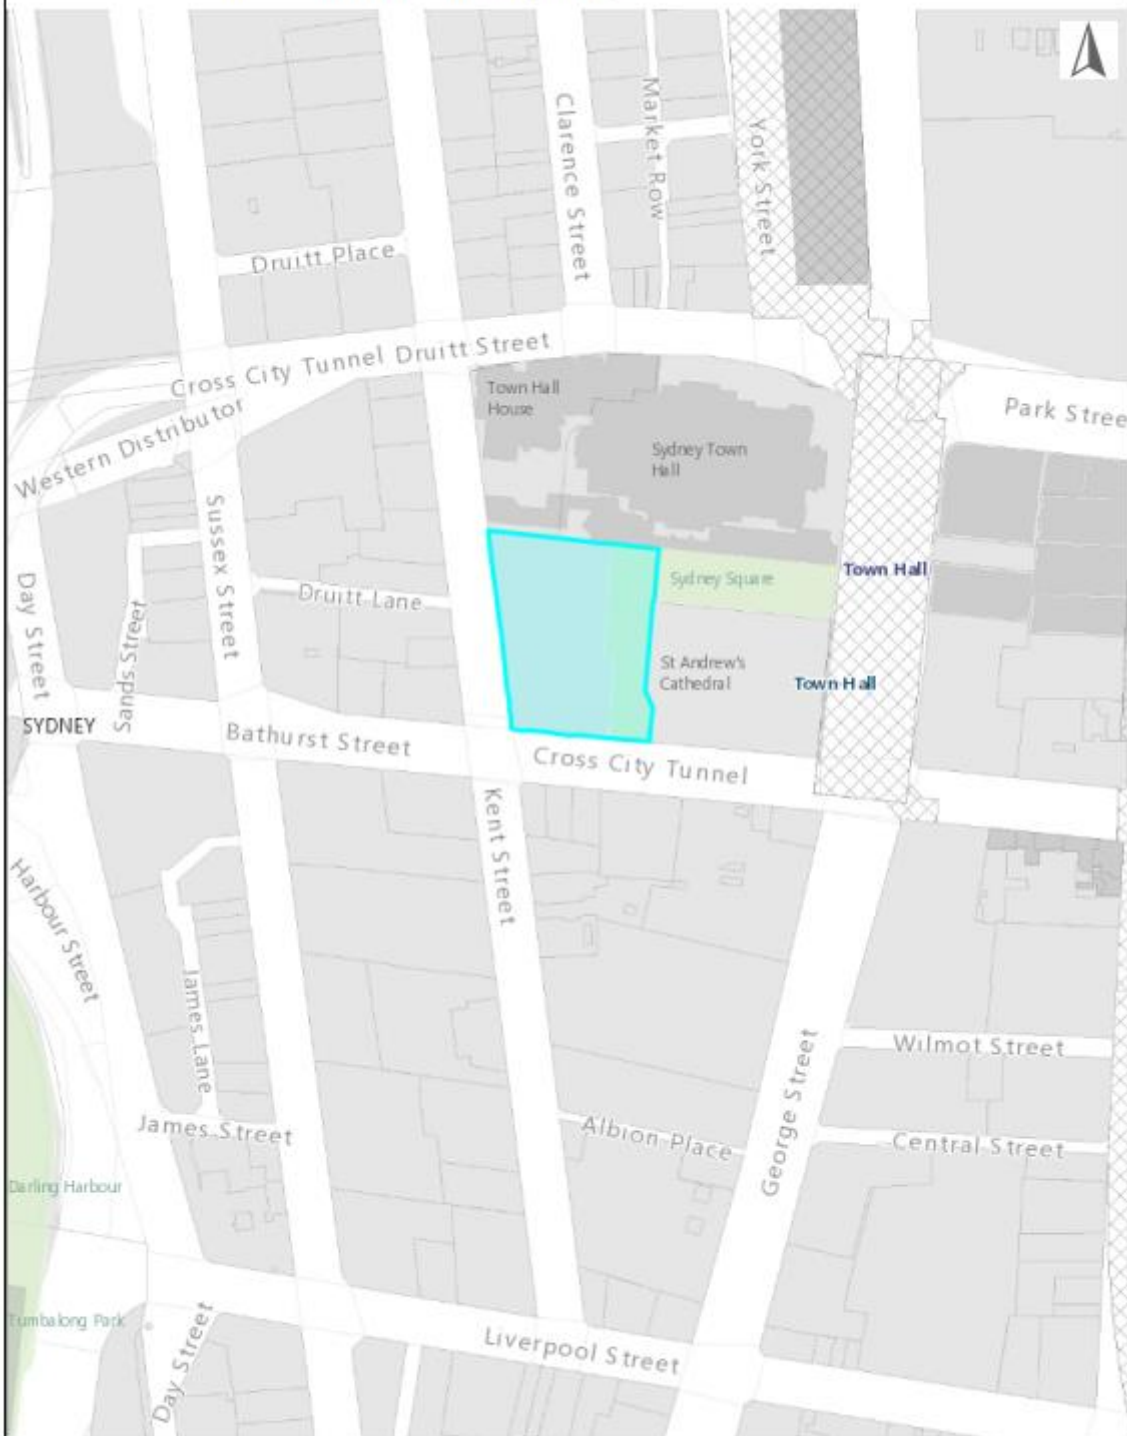 Clarence Street
Market Row
York Street
Druitt Place
Cross City Tunnel
Druitt Street
Western Distributor
Town Hall
House
Sydney Town
Hall
Park Stree
Sussex Street
Day Street
Sands Street
Druitt Lane
Sydney Square
Town Hall
St Andrew's
Cathedral
Town Hall
SYDNEY
Bathurst Street
Cross City Tunnel
Kent Street
Harbour Street
James Lane
George Street
Wilmot Street
James Street
Albion Place
Central Street
Darling Harbour
Tumbalong Park
Day Street
Liverpool Street